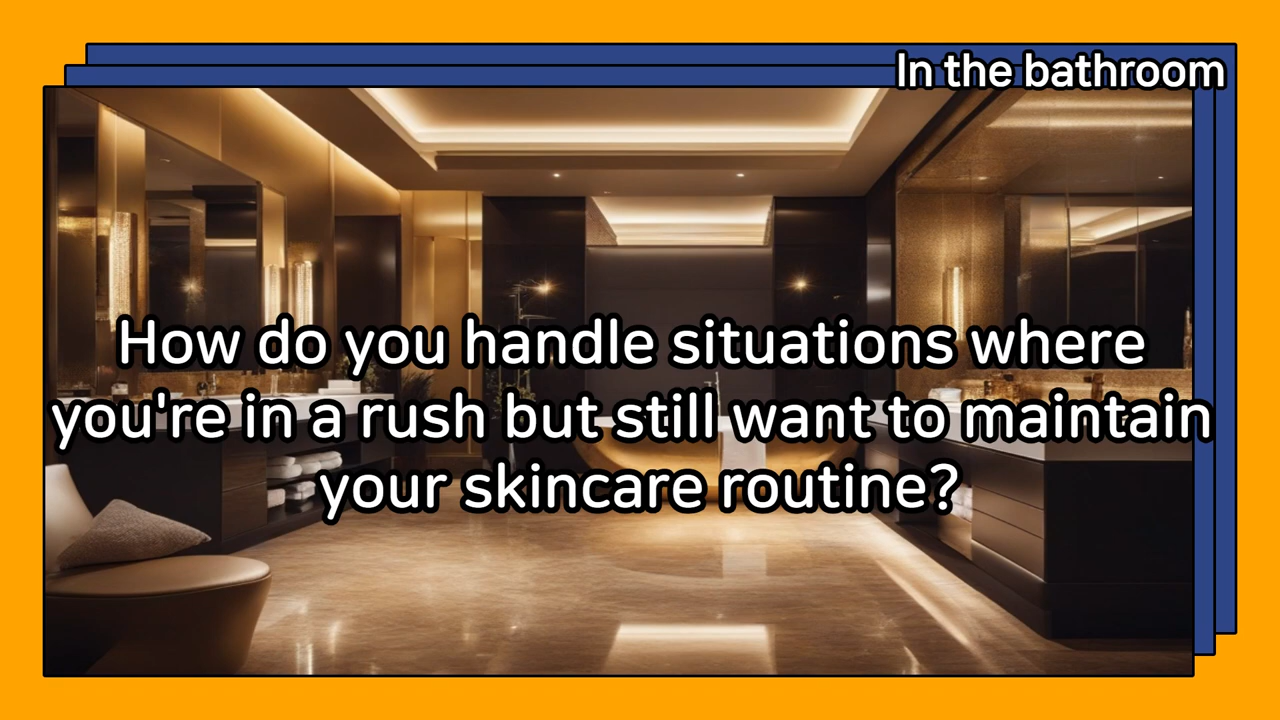 In the bathroom
How do you handle situations where
you're in a rush but still want to maintain
your skincare routine?